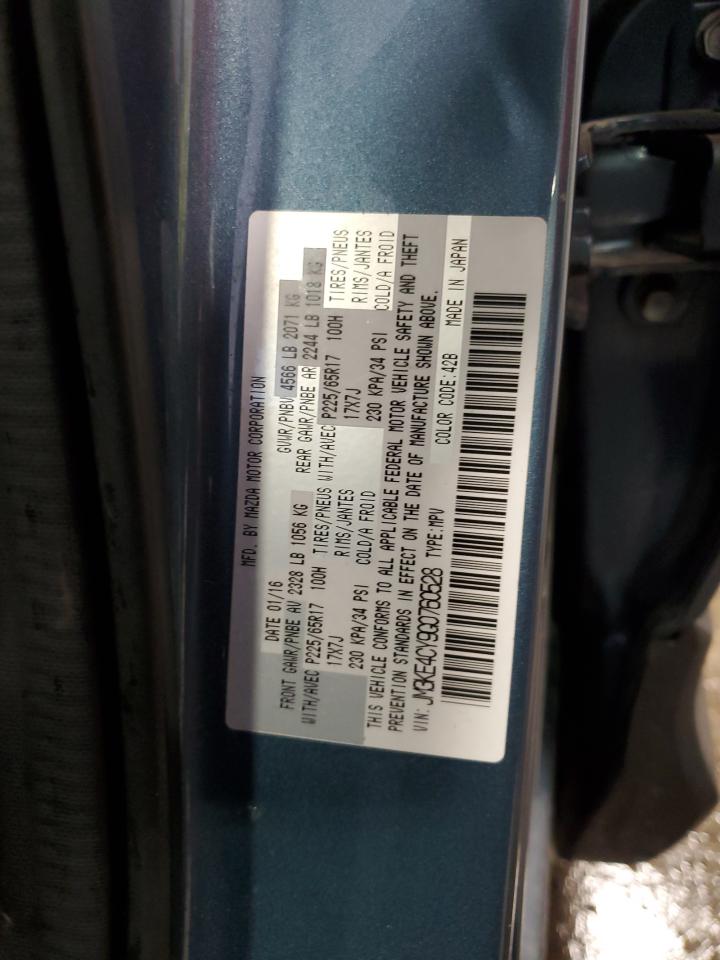 MFD. BY MAZDA MOTOR CORPORATION
DATE 01/16 GVWR/PNBV 4566 LB 2071 KG
FRONT GAWR/PNBE AV 2328 LB 1056 KG REAR GAWR/PNBE AR 2244 LB 1018 KG
WITH/AVEC P225/65R17 100H TIRES/PNEUS WITH/AVEC P225/65R17 100H TIRES/PNEUS
17X7J RIMS/JANTES 17X7J RIMS/JANTES
230 KPA/34 PSI COLD/A FROID 230 KPA/34 PSI COLD/A FROID
THIS VEHICLE CONFORMS TO ALL APPLICABLE FEDERAL MOTOR VEHICLE SAFETY AND THEFT
PREVENTION STANDARDS IN EFFECT ON THE DATE OF MANUFACTURE SHOWN ABOVE.
VIN: JM3KE4CY9G0760528 TYPE: MPV COLOR CODE: 42B MADE IN JAPAN